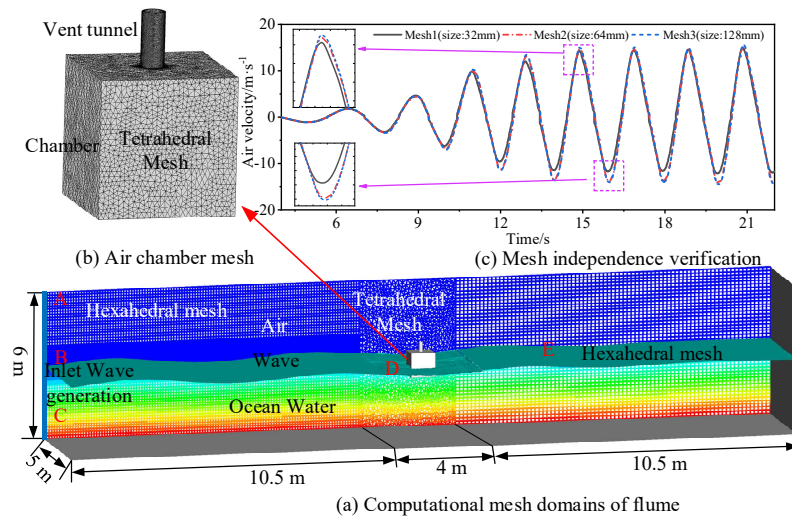 Vent tunnel
Chamber
Tetrahedral
Mesh
(b) Air chamber mesh
Mesh1(size:32mm) Mesh2(size:64mm) Mesh3(size:128mm)
Air velocity/m·s⁻¹
20
10
0
-10
-20
6 9 12 15 18 21
Time/s
(c) Mesh independence verification
A
Hexahedral mesh
Tetrahedral
Mesh
Air
B
Wave
E
Inlet Wave
generation
D
Hexahedral mesh
C
Ocean Water
6 m
5 m
10.5 m
4 m
10.5 m
(a) Computational mesh domains of flume